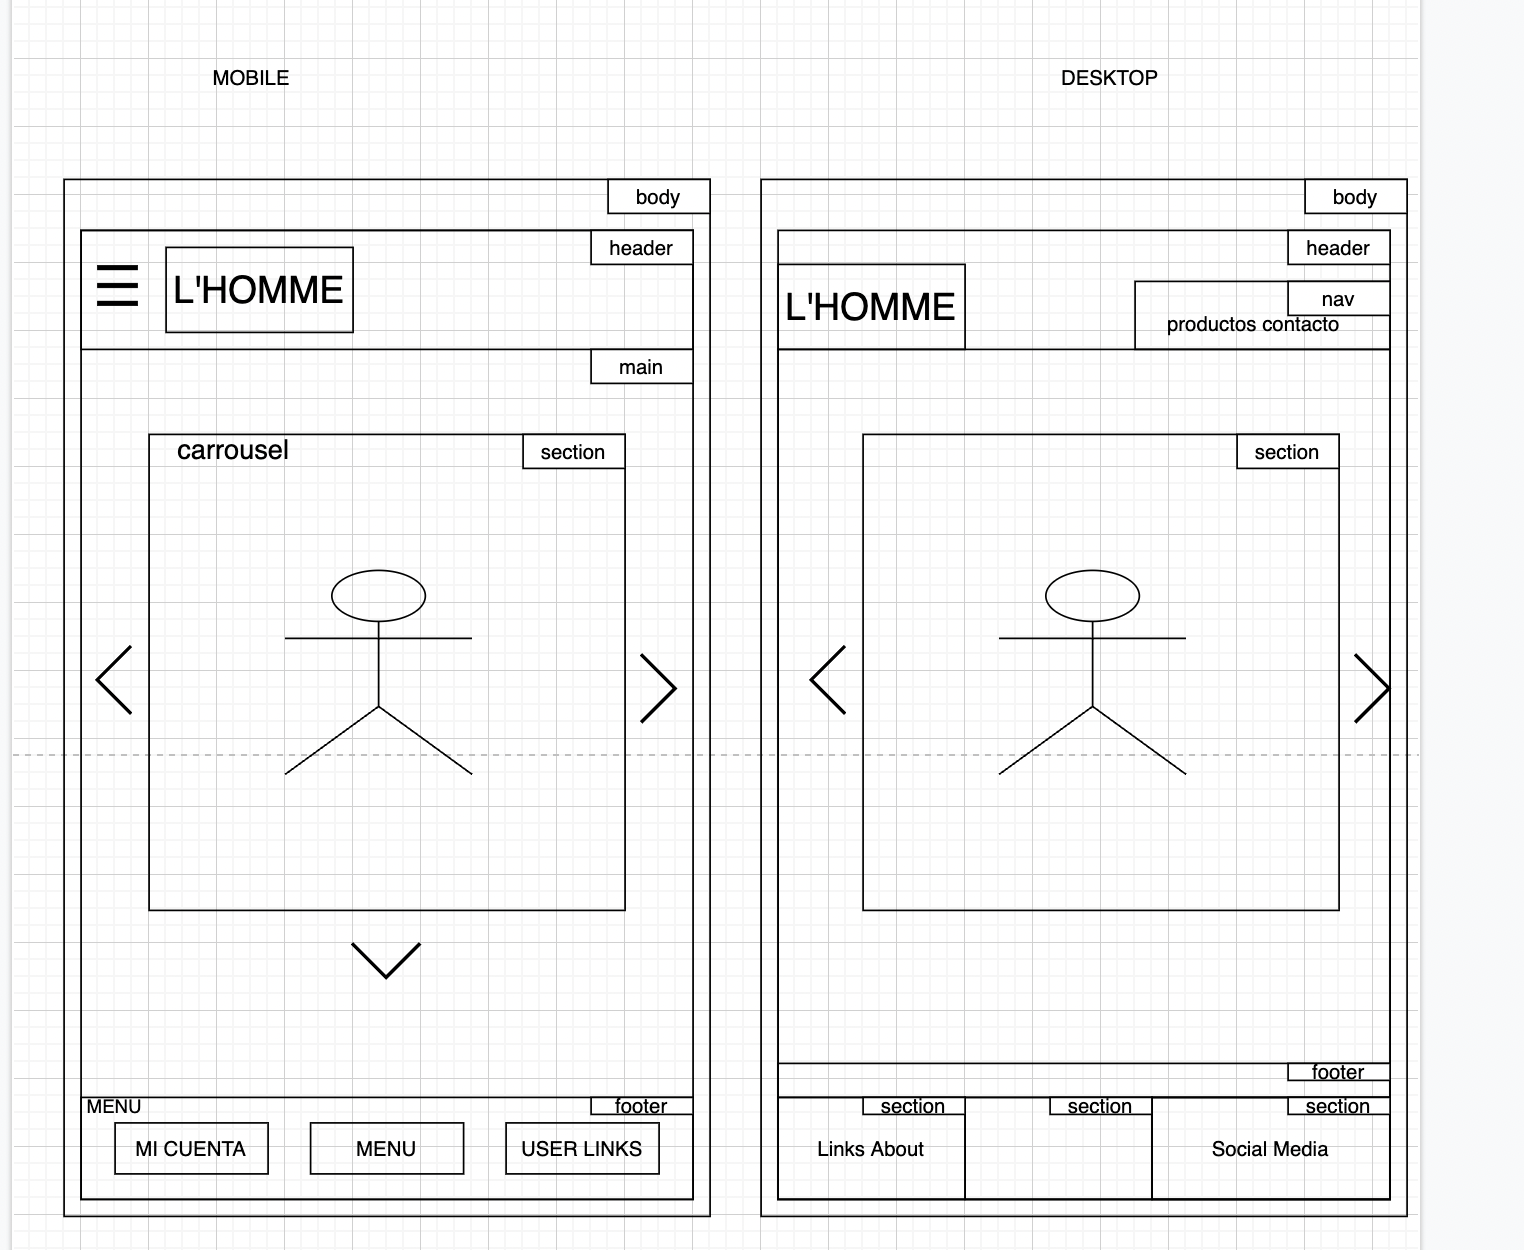 MOBILE
body
header
L'HOMME
main
carrousel
section
MENU
footer
MI CUENTA
MENU
USER LINKS
DESKTOP
body
header
L'HOMME
nav
productos contacto
section
footer
section
section
section
Links About
Social Media